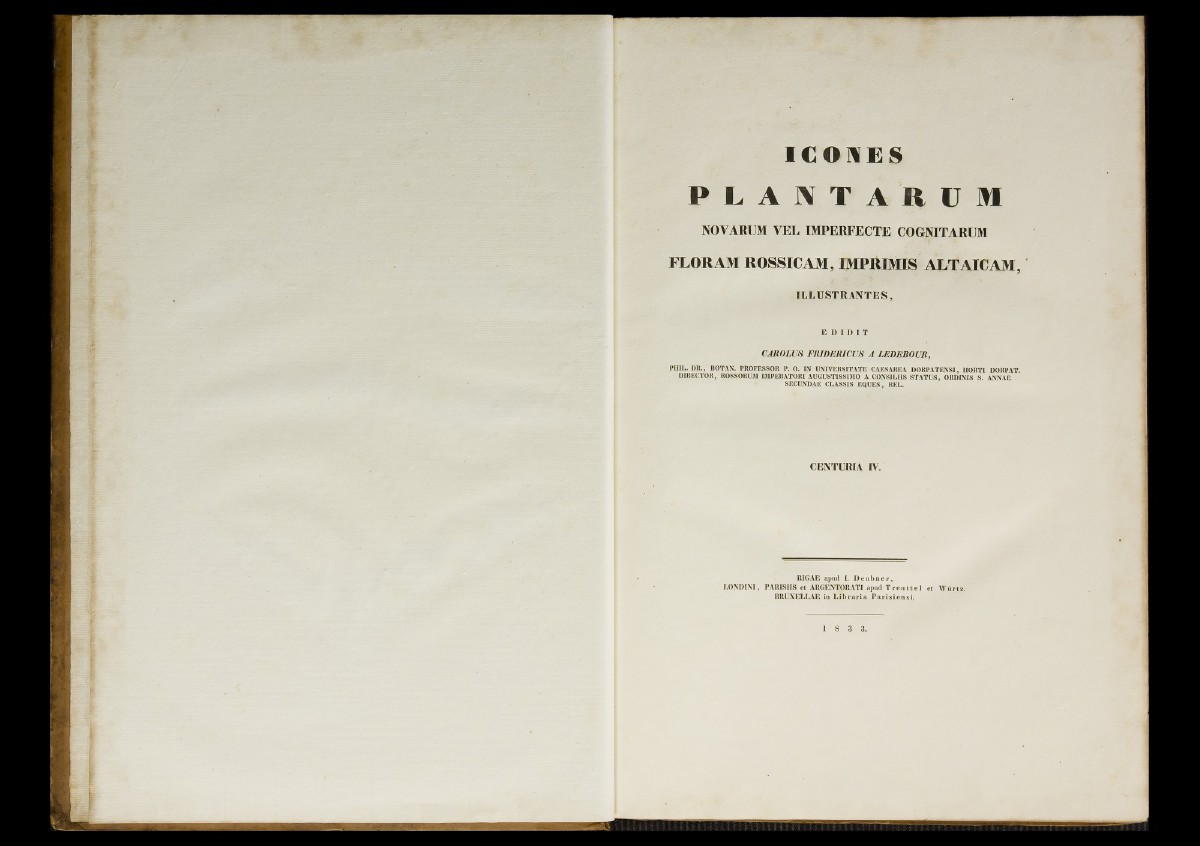 ICONES
PLANTARUM
NOVARUM VEL IMPERFECTE COGNITARUM
FLORAM ROSSICAM, IMPRIMIS ALTAICAM,
ILLUSTRANTES,
EDIDIT
CAROLUS FRIDERICUS A LEDEBOUR,
PHIL. DR., BOTAN. PROFESSOR P. O. IN UNIVERSITATE CAESAREA DORPATENSI, HORTI DORPAT.
DIRECTOR, ROSSORUM IMPERATORI AUGUSTISSIMO A CONSILIIS STATUS, ORDINIS S. ANNAE
SECUNDAE CLASSIS EQUES, REL.
CENTURIA IV.
RIGAE apud I. Deubner,
LONDINI, PARISIIS et ARGENTORATI apud Treuttel et Würtz.
BRUXELLAE in Libraria Parisiensi.
1833.